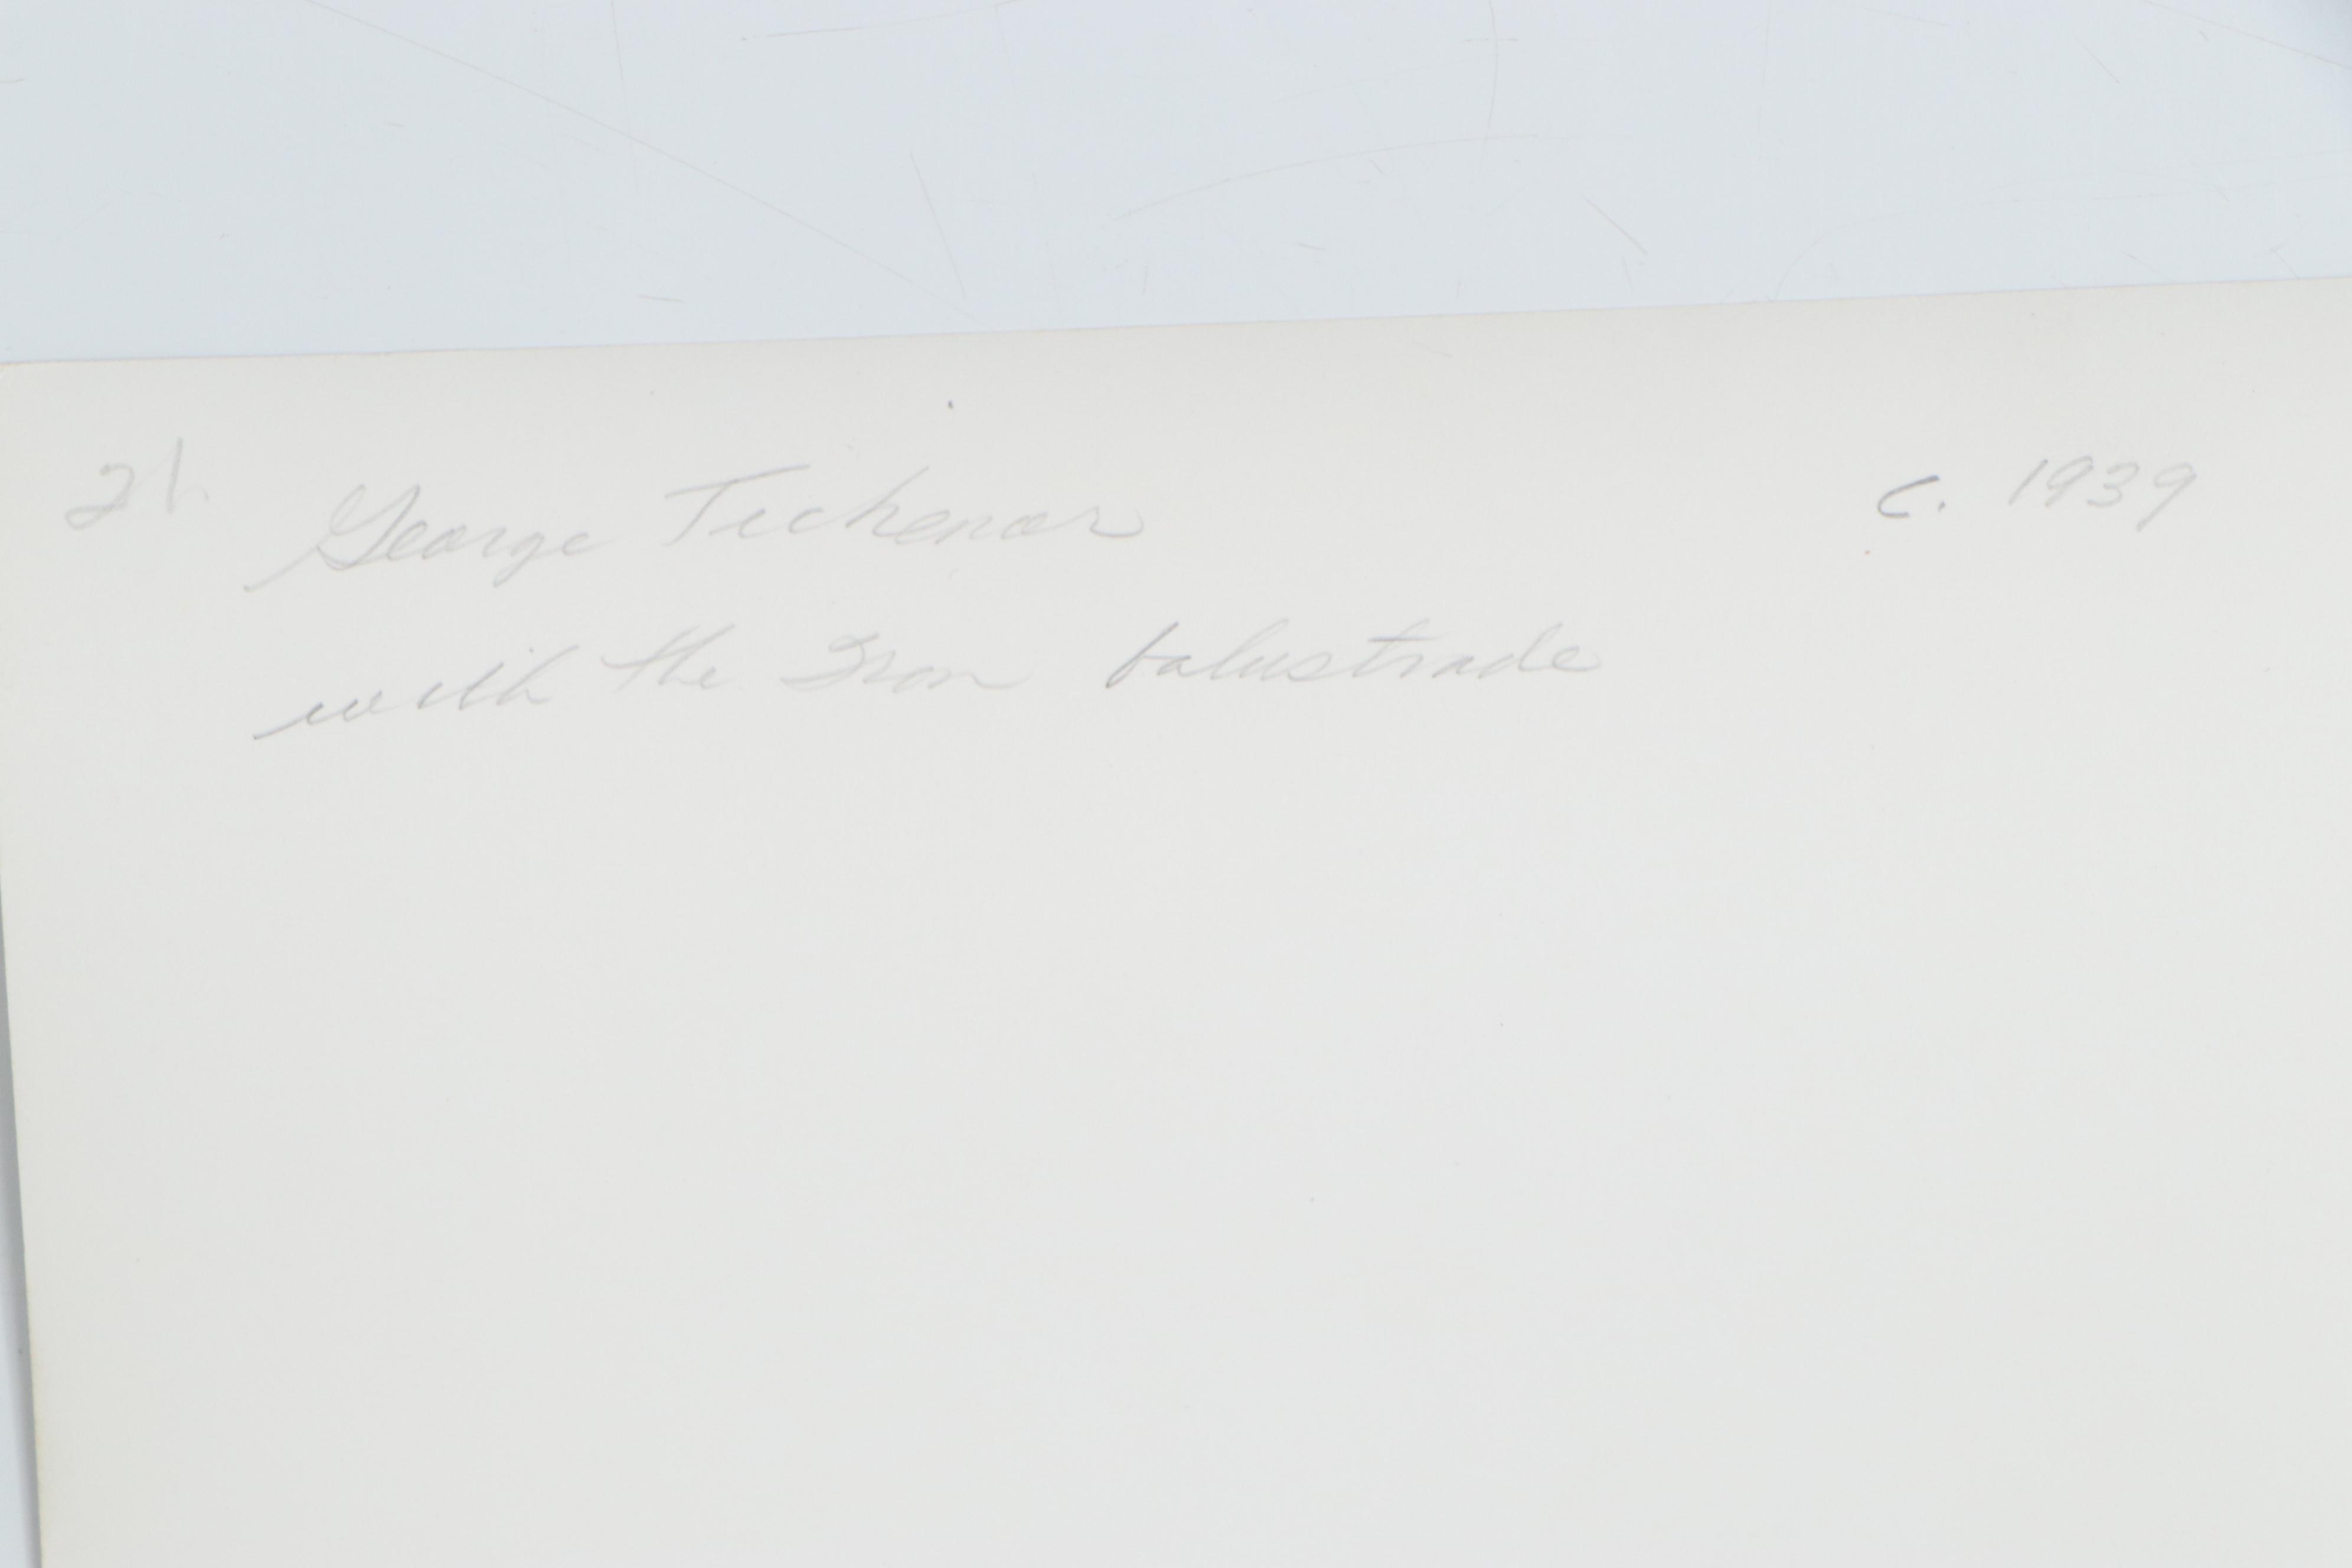 21. George Tichenor c. 1939
with the Iron balustrade